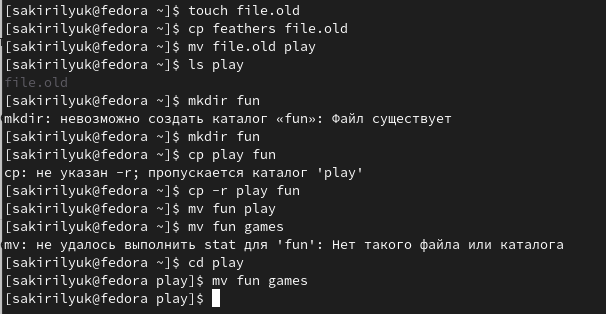 [sakirilyuk@fedora ~]$ touch file.old
[sakirilyuk@fedora ~]$ cp feathers file.old
[sakirilyuk@fedora ~]$ mv file.old play
[sakirilyuk@fedora ~]$ ls play
file.old
[sakirilyuk@fedora ~]$ mkdir fun
mkdir: невозможно создать каталог «fun»: Файл существует
[sakirilyuk@fedora ~]$ mkdir fun
[sakirilyuk@fedora ~]$ cp play fun
cp: не указан -r; пропускается каталог 'play'
[sakirilyuk@fedora ~]$ cp -r play fun
[sakirilyuk@fedora ~]$ mv fun play
[sakirilyuk@fedora ~]$ mv fun games
mv: не удалось выполнить stat для 'fun': Нет такого файла или каталога
[sakirilyuk@fedora ~]$ cd play
[sakirilyuk@fedora play]$ mv fun games
[sakirilyuk@fedora play]$